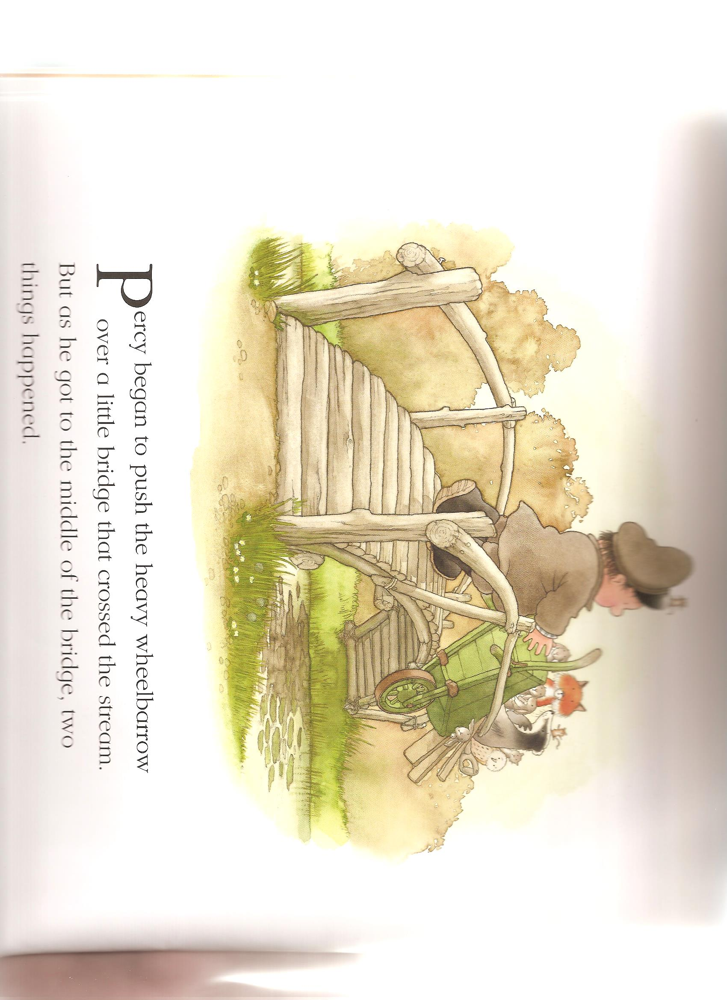 Percy began to push the heavy wheelbarrow
over a little bridge that crossed the stream.
But as he got to the middle of the bridge, two
things happened.